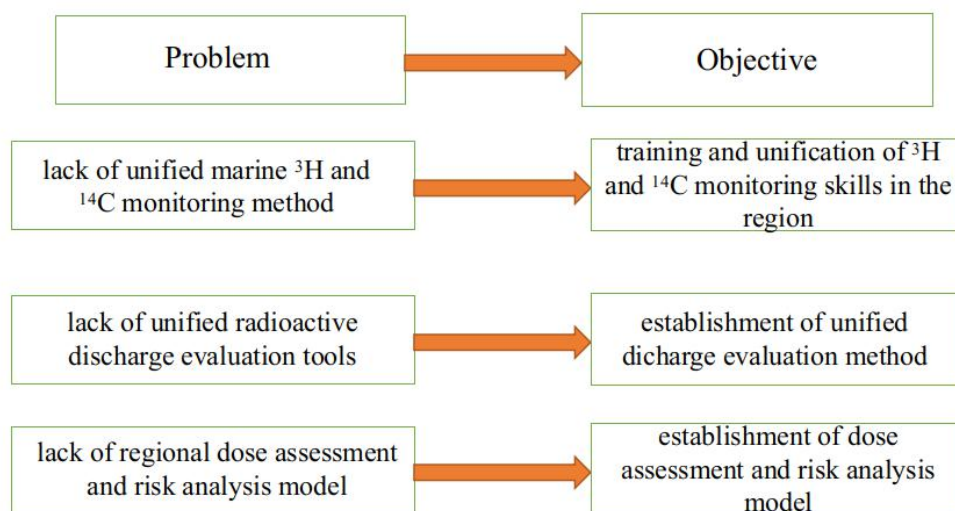 Problem
Objective
lack of unified marine ³H and
¹⁴C monitoring method
training and unification of ³H
and ¹⁴C monitoring skills in the
region
lack of unified radioactive
discharge evaluation tools
establishment of unified
dicharge evaluation method
lack of regional dose assessment
and risk analysis model
establishment of dose
assessment and risk analysis
model